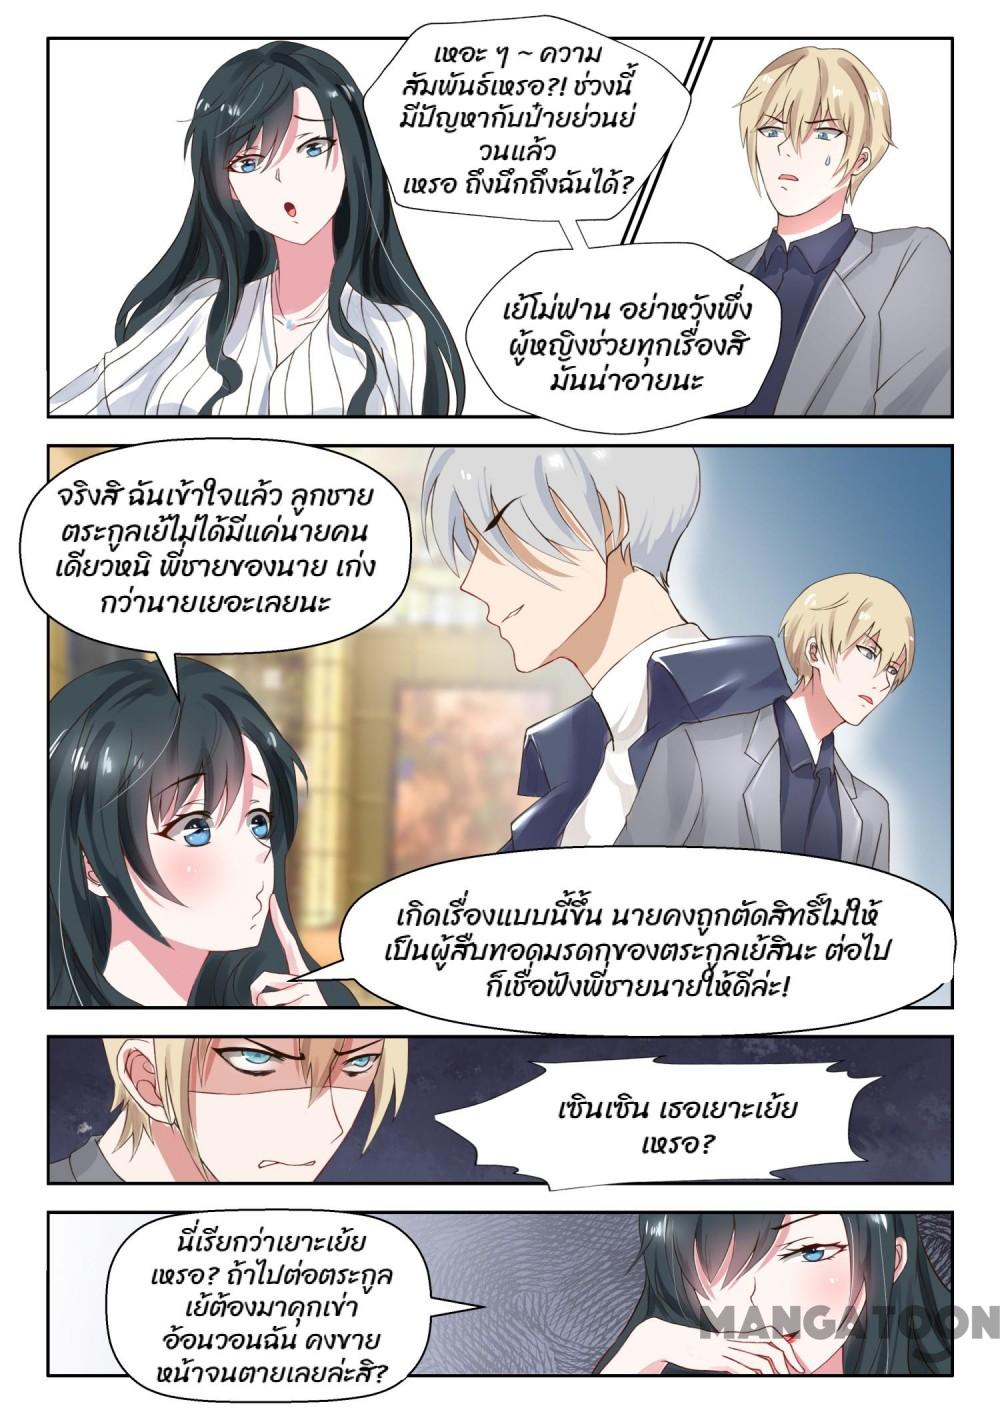 เหอะ ๆ ~ ความ
สัมพันธ์เหรอ?! ช่วงนี้
มีปัญหากับป๋ายย่วนย่
วนแล้ว
เหรอ ถึงนึกถึงฉันได้?
เย้โม่ฟาน อย่าหวังพึ่ง
ผู้หญิงช่วยทุกเรื่องสิ
มันน่าอายนะ
จริงสิ ฉันเข้าใจแล้ว ลูกชาย
ตระกูลเย้ไม่ได้มีแค่นายคน
เดียวหนิ พี่ชายของนาย เก่ง
กว่านายเยอะเลยนะ
เกิดเรื่องแบบนี้ขึ้น นายคงถูกตัดสิทธิ์ไม่ให้
เป็นผู้สืบทอดมรดกของตระกูลเย้สินะ ต่อไป
ก็เชื่อฟังพี่ชายนายให้ดีล่ะ!
เซินเซิน เธอเยาะเย้ย
เหรอ?
นี่เรียกว่าเยาะเย้ย
เหรอ? ถ้าไปต่อตระกูล
เย้ต้องมาคุกเข่า
อ้อนวอนฉัน คงขาย
หน้าจนตายเลยล่ะสิ?
MANGATOON